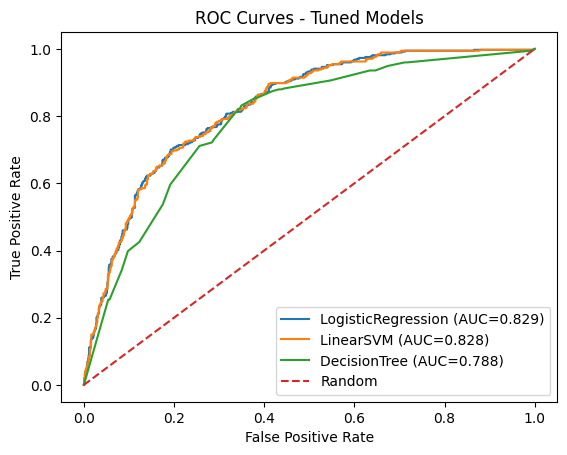 ROC Curves - Tuned Models
True Positive Rate
1.0
0.8
0.6
0.4
0.2
0.0
LogisticRegression (AUC=0.829)
LinearSVM (AUC=0.828)
DecisionTree (AUC=0.788)
Random
0.0 0.2 0.4 0.6 0.8 1.0
False Positive Rate